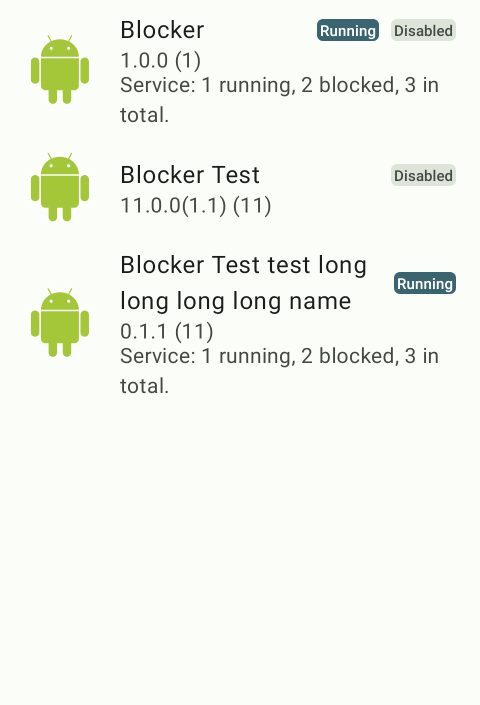 Blocker Running Disabled
1.0.0 (1)
Service: 1 running, 2 blocked, 3 in
total.
Blocker Test Disabled
11.0.0(1.1) (11)
Blocker Test test long
long long long name Running
0.1.1 (11)
Service: 1 running, 2 blocked, 3 in
total.